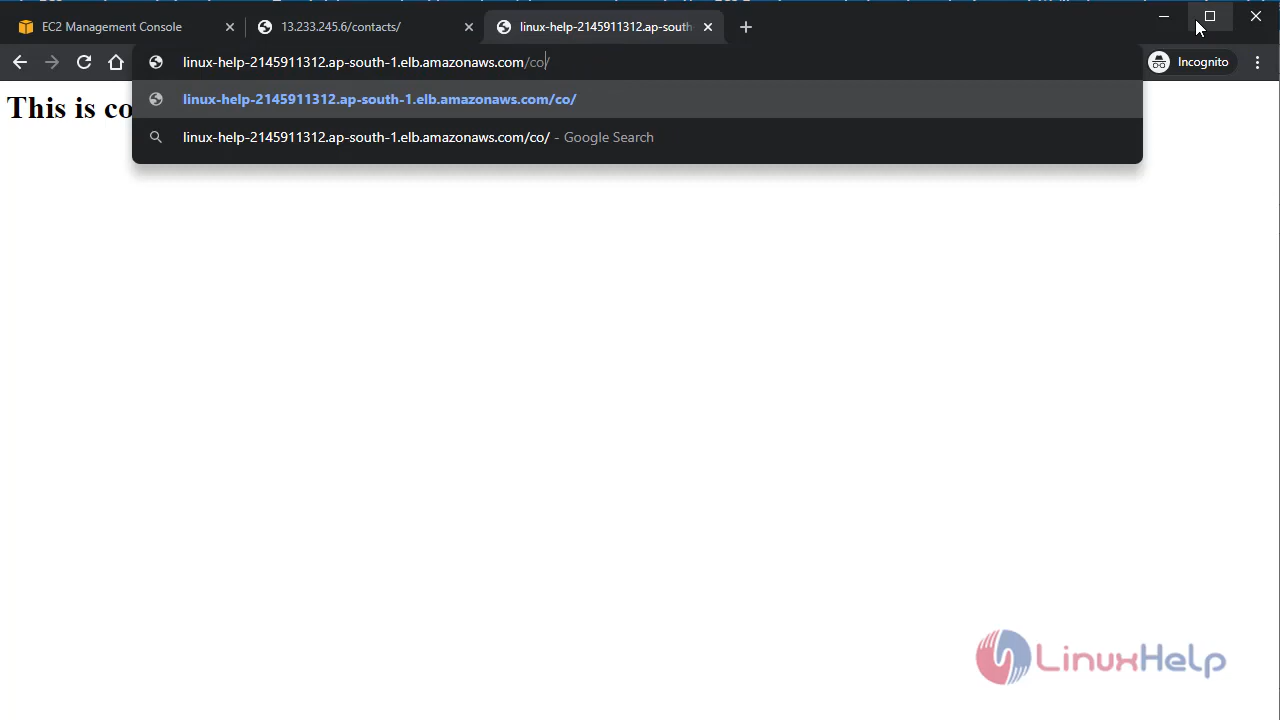 EC2 Management Console
13.233.245.6/contacts/
linux-help-2145911312.ap-south
linux-help-2145911312.ap-south-1.elb.amazonaws.com/co/
Incognito
linux-help-2145911312.ap-south-1.elb.amazonaws.com/co/
This is co
linux-help-2145911312.ap-south-1.elb.amazonaws.com/co/ - Google Search
LinuxHelp